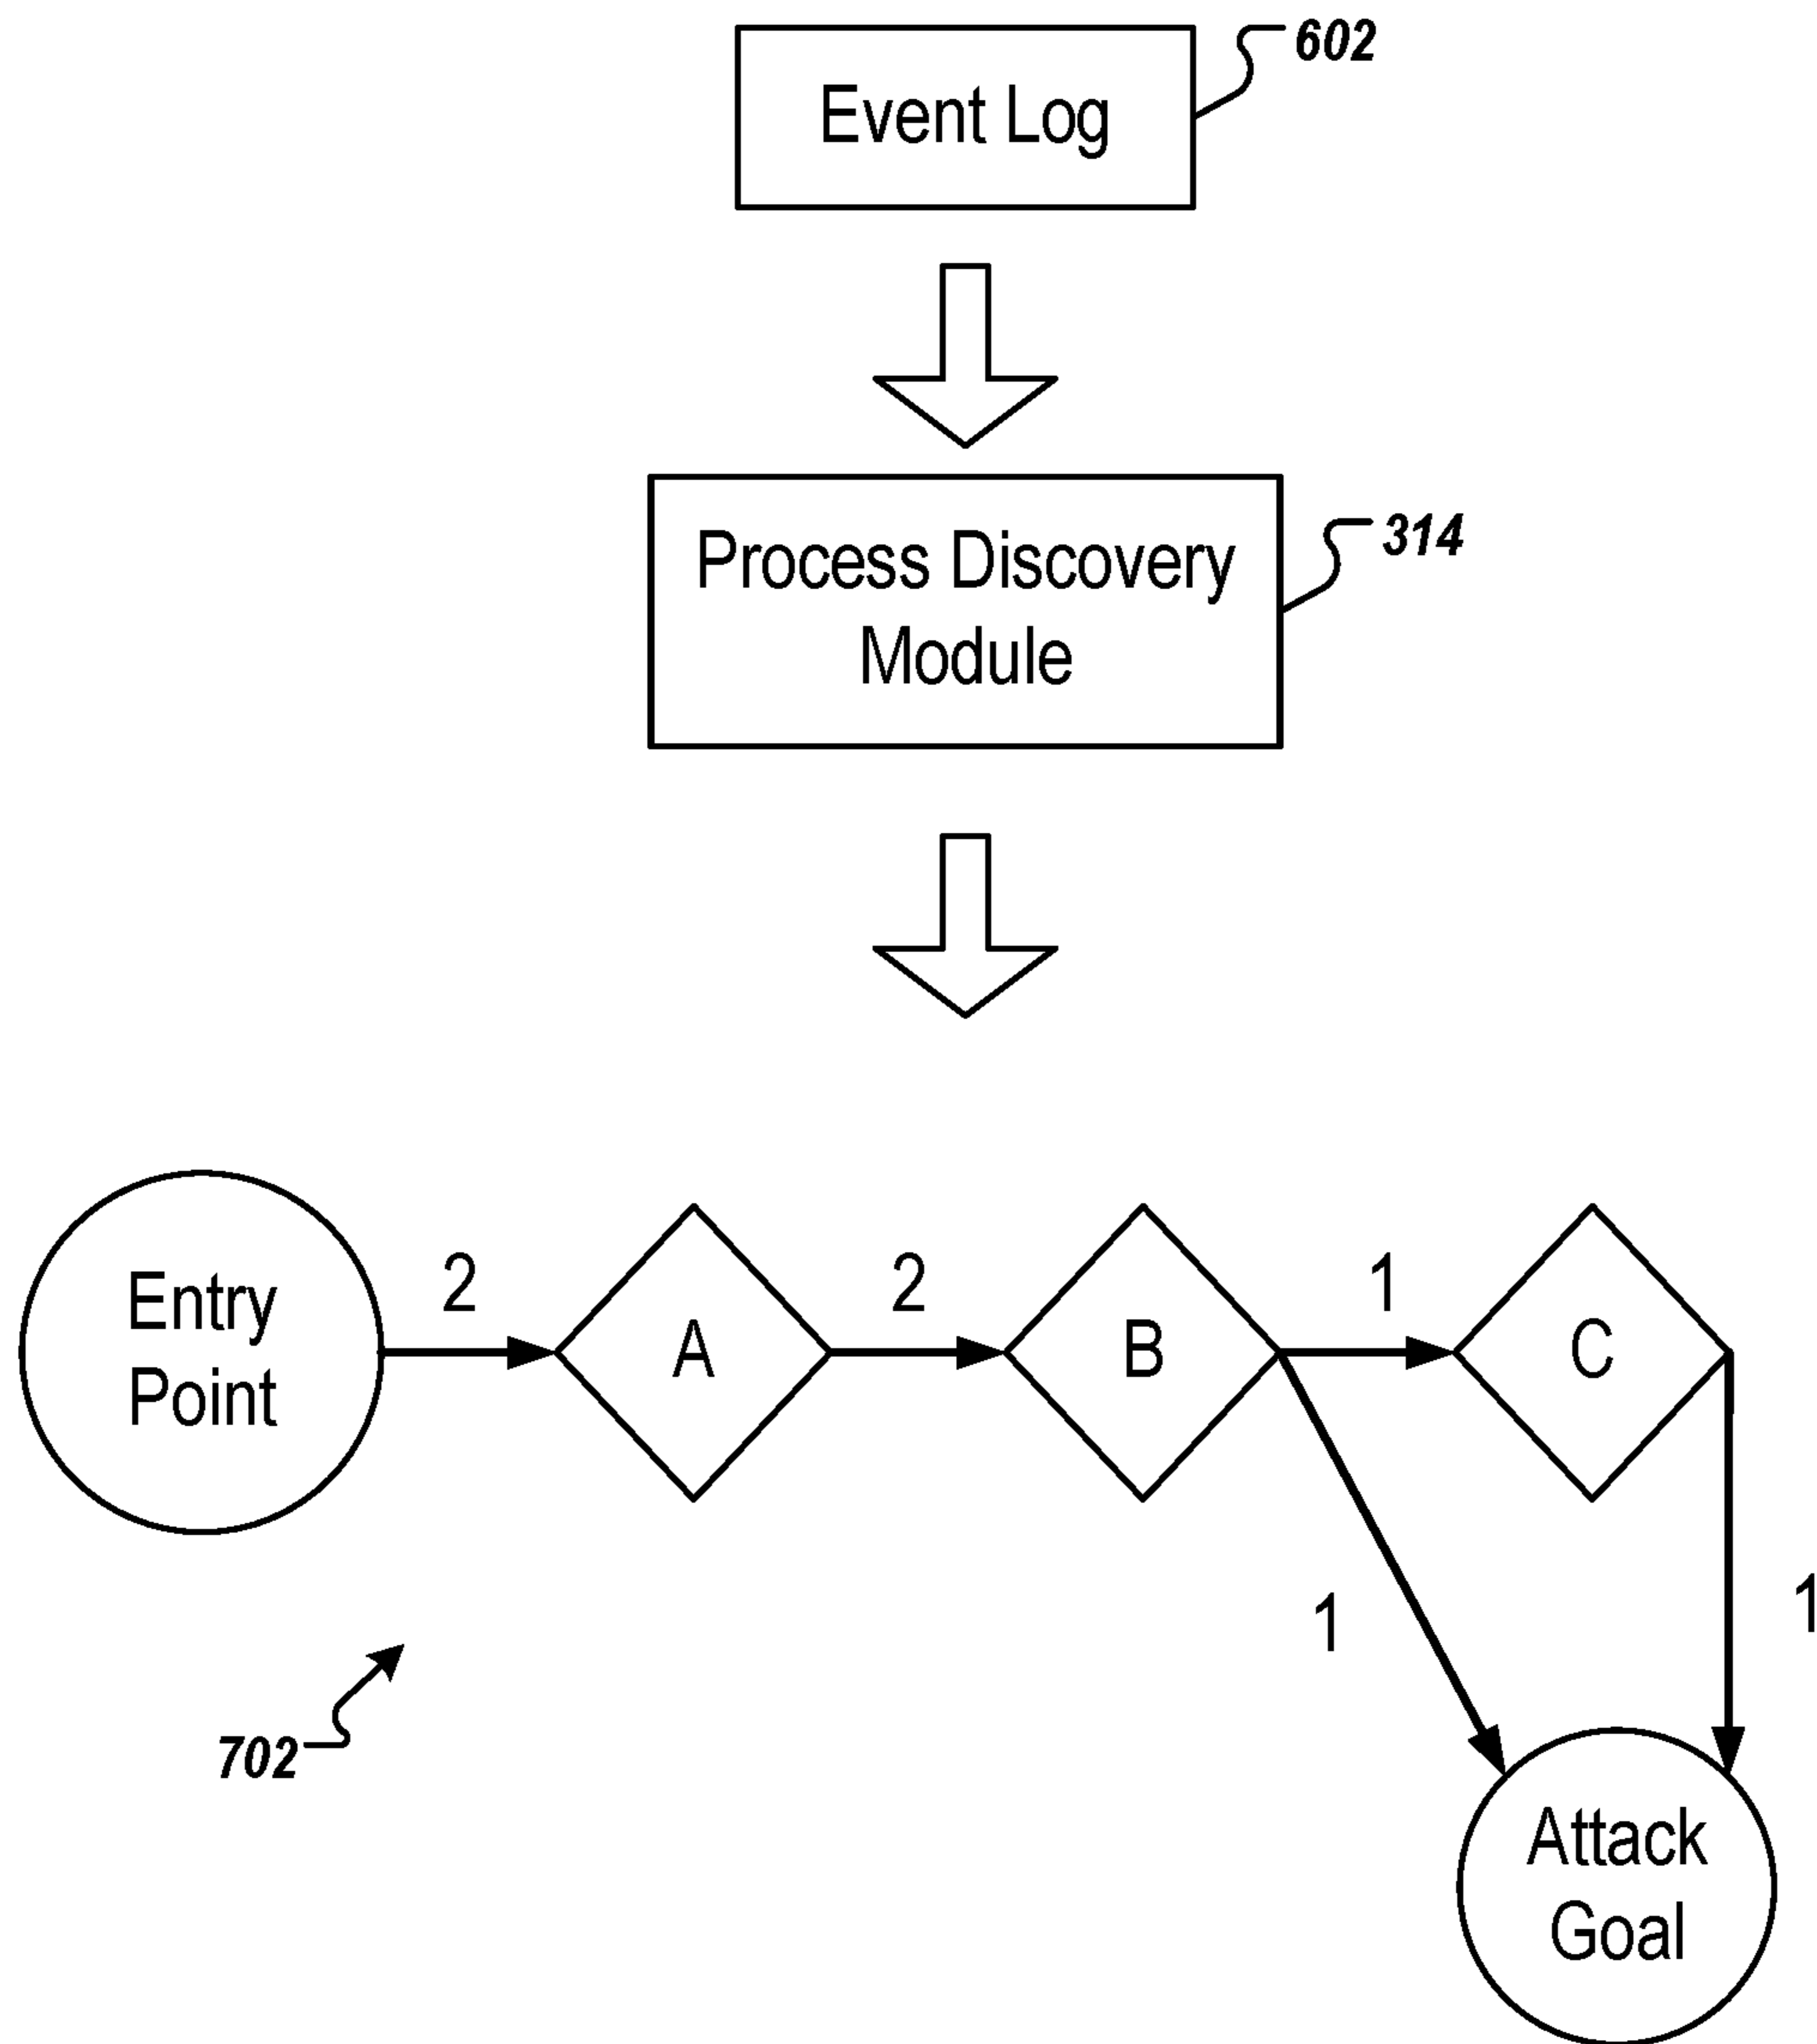 Event Log
602
Process Discovery
Module
314
Entry
Point
2
A
2
B
1
C
1
1
702
Attack
Goal